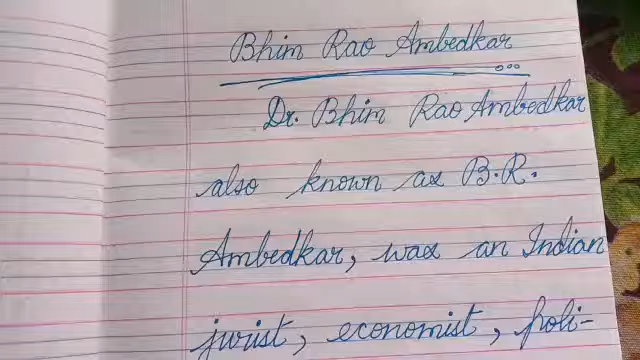 Bhim Rao Ambedkar
Dr. Bhim Rao Ambedkar
also known as B.R.
Ambedkar, was an Indian
jurist, economist, poli-